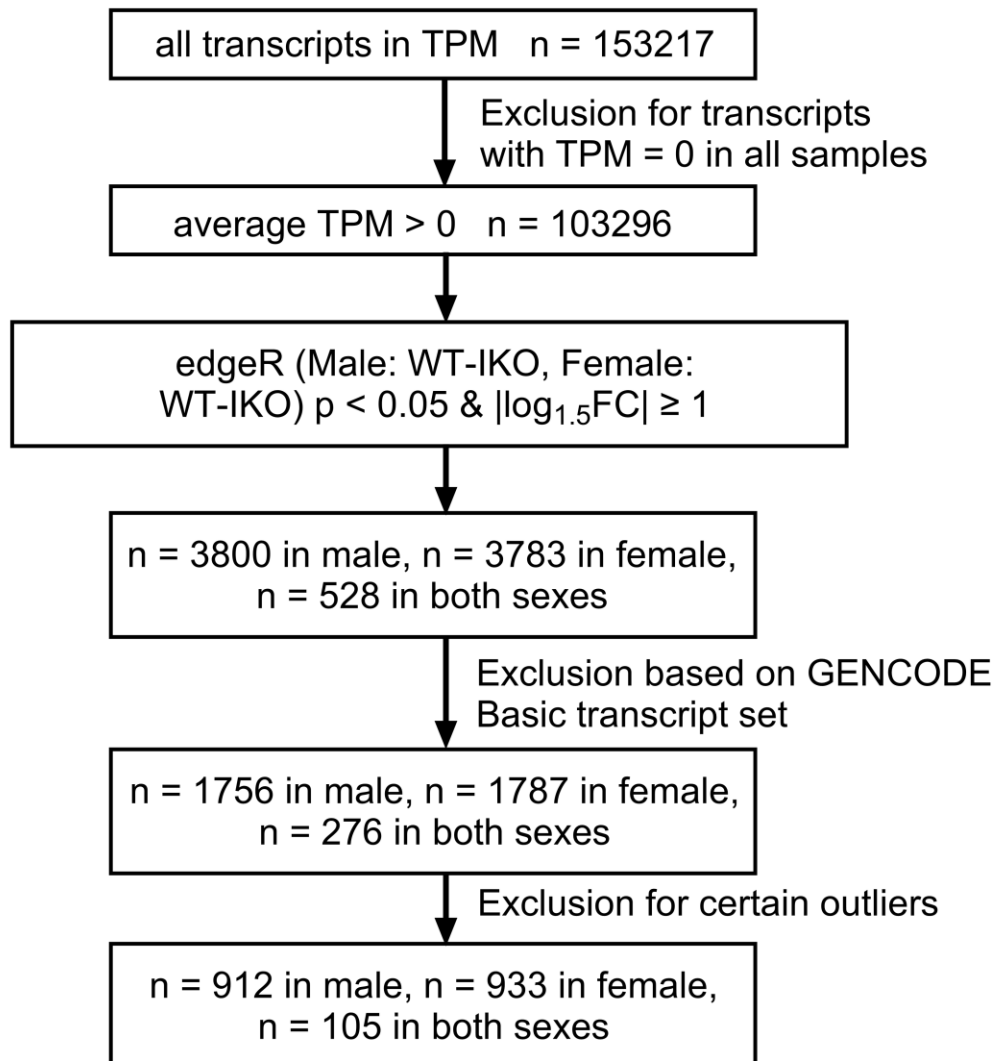 all transcripts in TPM n = 153217
Exclusion for transcripts
with TPM = 0 in all samples
average TPM > 0 n = 103296
edgeR (Male: WT-IKO, Female:
WT-IKO) p < 0.05 & |log1.5FC| ≥ 1
n = 3800 in male, n = 3783 in female,
n = 528 in both sexes
Exclusion based on GENCODE
Basic transcript set
n = 1756 in male, n = 1787 in female,
n = 276 in both sexes
Exclusion for certain outliers
n = 912 in male, n = 933 in female,
n = 105 in both sexes